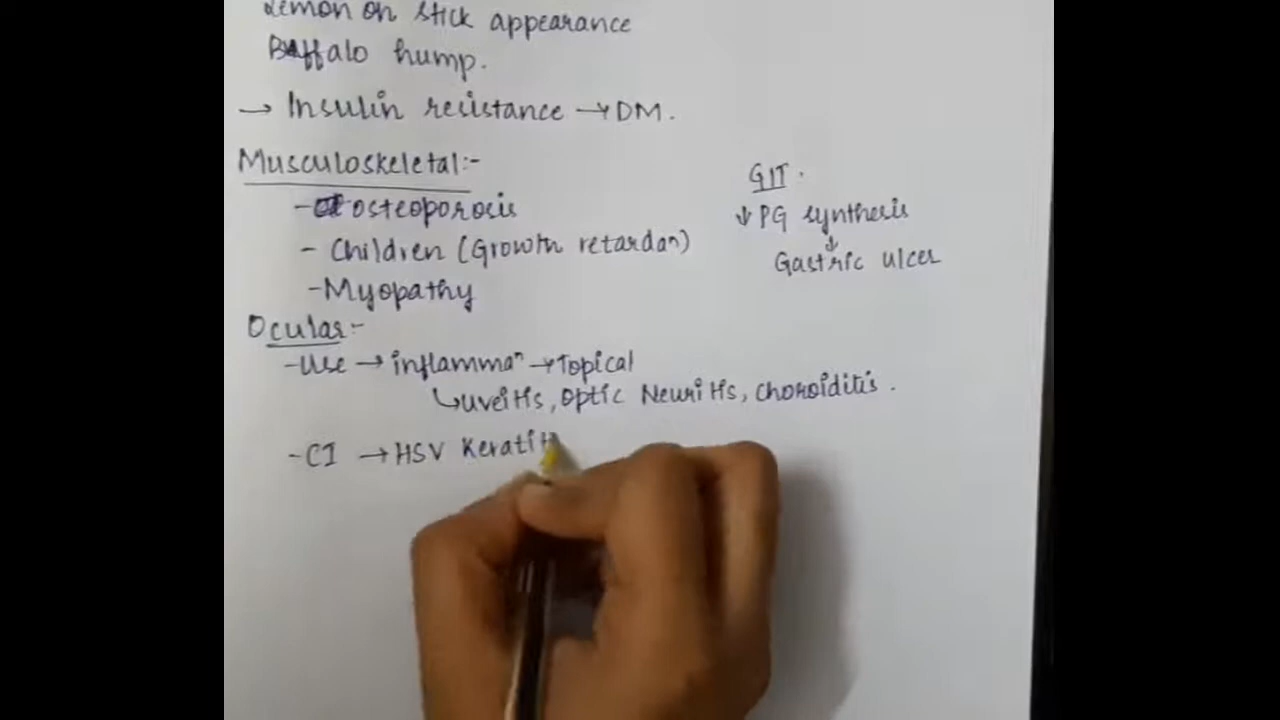 Lemon on stick appearance
Buffalo hump.
→ Insulin resistance → DM.
Musculoskeletal:-
- osteoporosis
- Children (Growth retardaⁿ)
- Myopathy
GIT.
↓ PG synthesis
↓
Gastric ulcer
Ocular:-
- Use → inflammaⁿ → Topical
↳ uveitis, optic Neuritis, choroiditis.
- CI → HSV Kerati